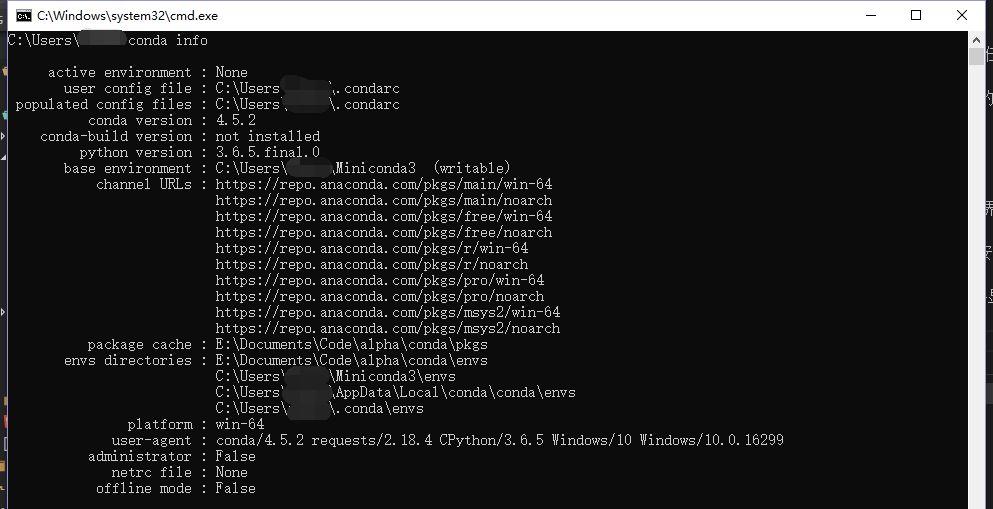 C:\Windows\system32\cmd.exe
C:\Users\ conda info
active environment : None
user config file : C:\Users \.condarc
populated config files : C:\Users\ \.condarc
conda version : 4.5.2
conda-build version : not installed
python version : 3.6.5.final.0
base environment : C:\Users\ \Miniconda3 (writable)
channel URLs : https://repo.anaconda.com/pkgs/main/win-64
https://repo.anaconda.com/pkgs/main/noarch
https://repo.anaconda.com/pkgs/free/win-64
https://repo.anaconda.com/pkgs/free/noarch
https://repo.anaconda.com/pkgs/r/win-64
https://repo.anaconda.com/pkgs/r/noarch
https://repo.anaconda.com/pkgs/pro/win-64
https://repo.anaconda.com/pkgs/pro/noarch
https://repo.anaconda.com/pkgs/msys2/win-64
https://repo.anaconda.com/pkgs/msys2/noarch
package cache : E:\Documents\Code\alpha\conda\pkgs
envs directories : E:\Documents\Code\alpha\conda\envs
C:\Users \Miniconda3\envs
C:\Users \AppData\Local\conda\conda\envs
C:\Users \.conda\envs
platform : win-64
user-agent : conda/4.5.2 requests/2.18.4 CPython/3.6.5 Windows/10 Windows/10.0.16299
administrator : False
netrc file : None
offline mode : False